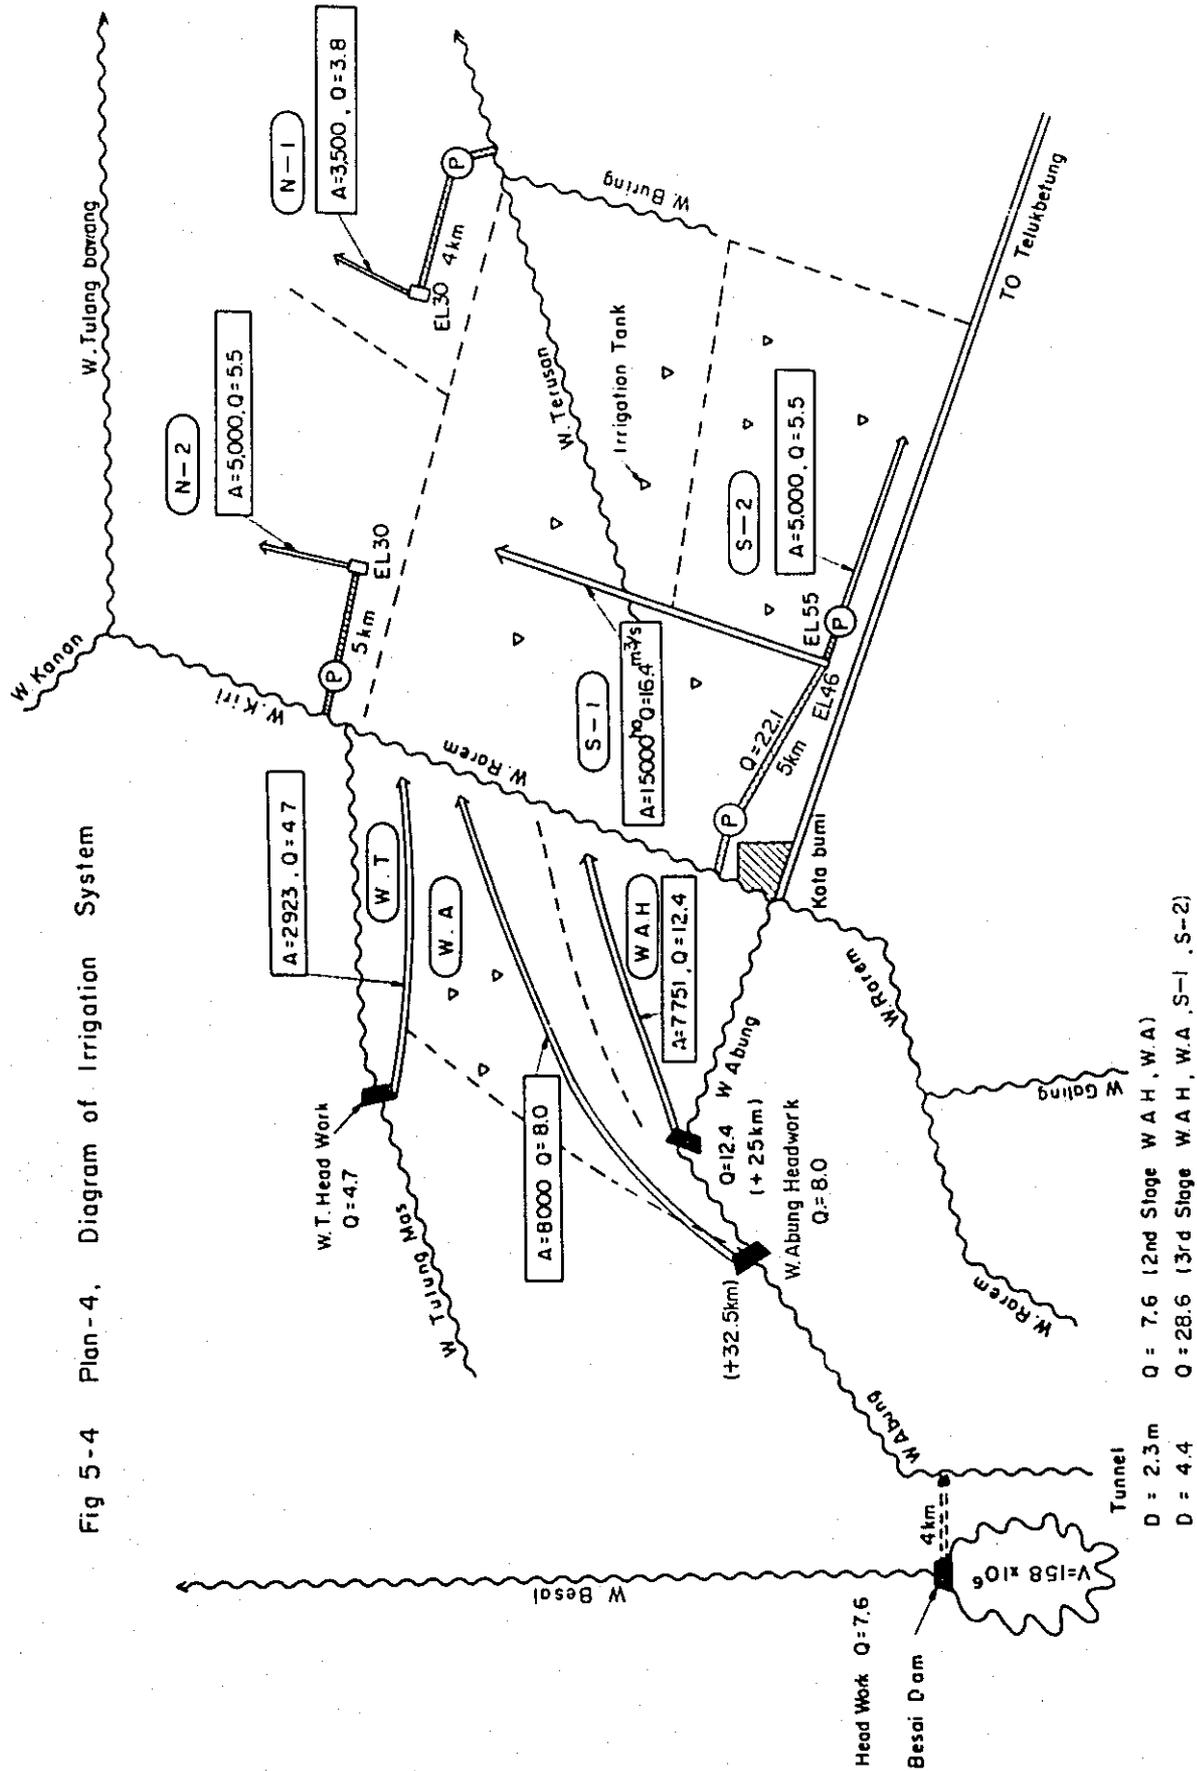 Fig 5-4 Plan-4, Diagram of Irrigation System
W. Kanan
W. Tulang bawang
W. Kiri
N-2
A=5,000, Q=5.5
N-1
A=3,500, Q=3.8
P
5km
EL30
EL30
4km
P
A=2923, Q=4.7
W.T
W.T. Head Work
Q=4.7
W. Tulung Mas
W.A
A=8000 Q=8.0
W. Rarem
W. Terusan
W. Buring
Irrigation Tank
S-1
A=15000ha Q=16.4m³/s
S-2
A=5,000, Q=5.5
WAH
A=7751, Q=12.4
P
Q=22.1
5km
EL46
EL55
P
Kota bumi
TO Telukbetung
Q=12.4 W Abung
(+25km)
W. Abung Headwork
Q=8.0
(+32.5km)
W Abung
W.Rarem
W.Rarem
W Galing
W Besai
4km
V=158×10⁶
Head Work Q=7.6
Besai Dam
Tunnel
D = 2.3m Q = 7.6 (2nd Stage W A H, W.A)
D = 4.4 Q = 28.6 (3rd Stage W.A H, W.A, S-1, S-2)